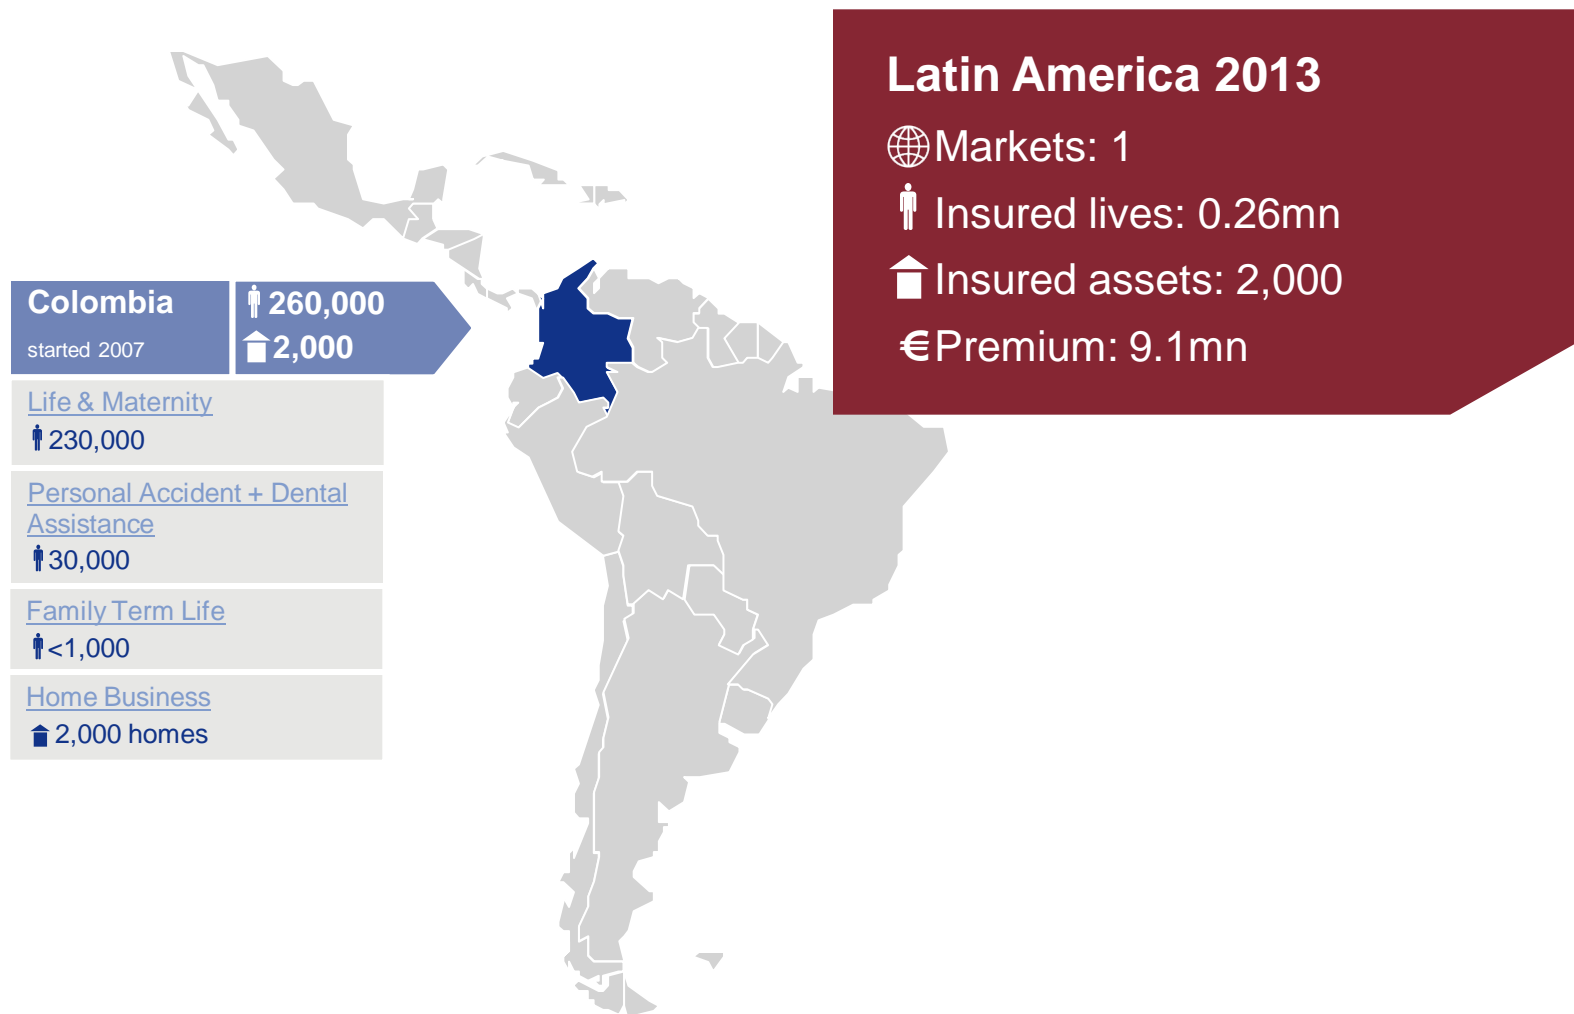 Latin America 2013
Markets: 1
Insured lives: 0.26mn
Insured assets: 2,000
€Premium: 9.1mn
Colombia
started 2007
260,000
2,000
Life & Maternity
230,000
Personal Accident + Dental
Assistance
30,000
Family Term Life
<1,000
Home Business
2,000 homes